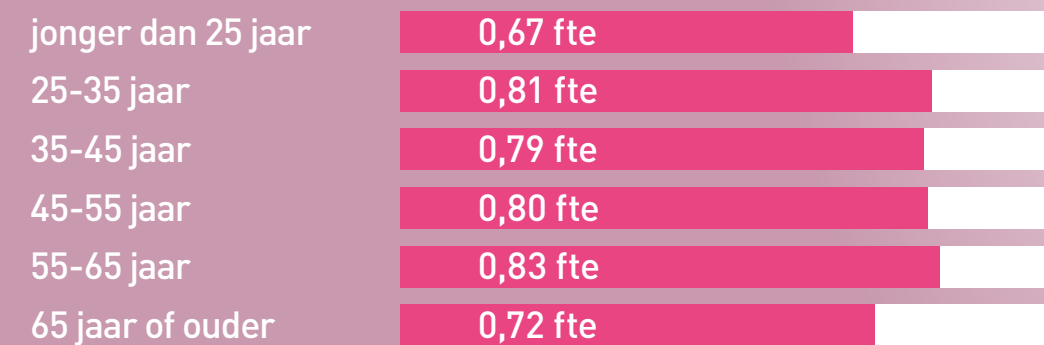 jonger dan 25 jaar 0,67 fte
25-35 jaar 0,81 fte
35-45 jaar 0,79 fte
45-55 jaar 0,80 fte
55-65 jaar 0,83 fte
65 jaar of ouder 0,72 fte